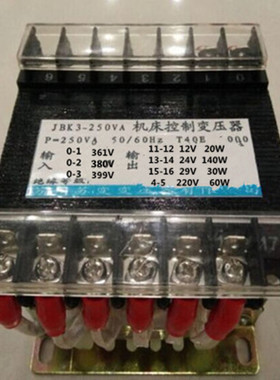 JBK3-250VA 机床控制变压器
P=250VA 50/60Hz T40E
输入
0-1 361V
0-2 380V
0-3 399V
输出
11-12 12V 20W
13-14 24V 140W
15-16 29V 30W
4-5 220V 60W